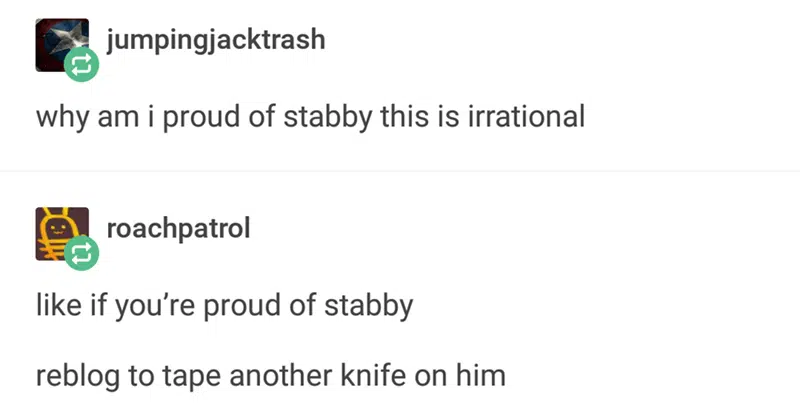 jumpingjacktrash
why am i proud of stabby this is irrational
roachpatrol
like if you’re proud of stabby
reblog to tape another knife on him